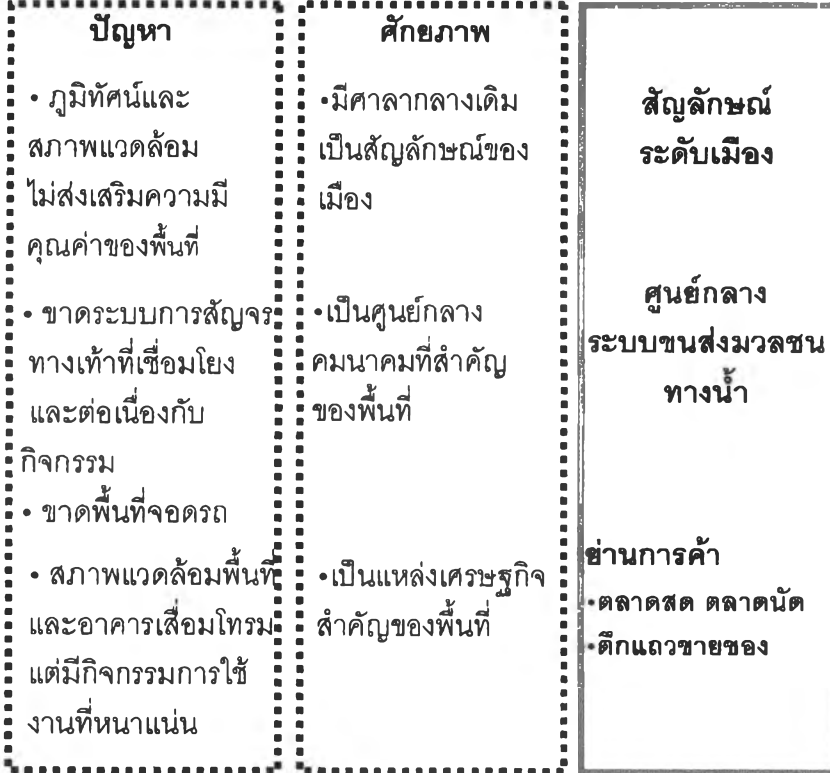 ปัญหา
• ภูมิทัศน์และ
สภาพแวดล้อม
ไม่ส่งเสริมความมี
คุณค่าของพื้นที่
• ขาดระบบการสัญจร
ทางเท้าที่เชื่อมโยง
และต่อเนื่องกับ
กิจกรรม
• ขาดพื้นที่จอดรถ
• สภาพแวดล้อมพื้นที่
และอาคารเสื่อมโทรม
แต่มีกิจกรรมการใช้
งานที่หนาแน่น
ศักยภาพ
•มีศาลากลางเดิม
เป็นสัญลักษณ์ของ
เมือง
•เป็นศูนย์กลาง
คมนาคมที่สำคัญ
ของพื้นที่
•เป็นแหล่งเศรษฐกิจ
สำคัญของพื้นที่
สัญลักษณ์
ระดับเมือง
ศูนย์กลาง
ระบบขนส่งมวลชน
ทางน้ำ
ย่านการค้า
•ตลาดสด ตลาดนัด
•ตึกแถวขายของ